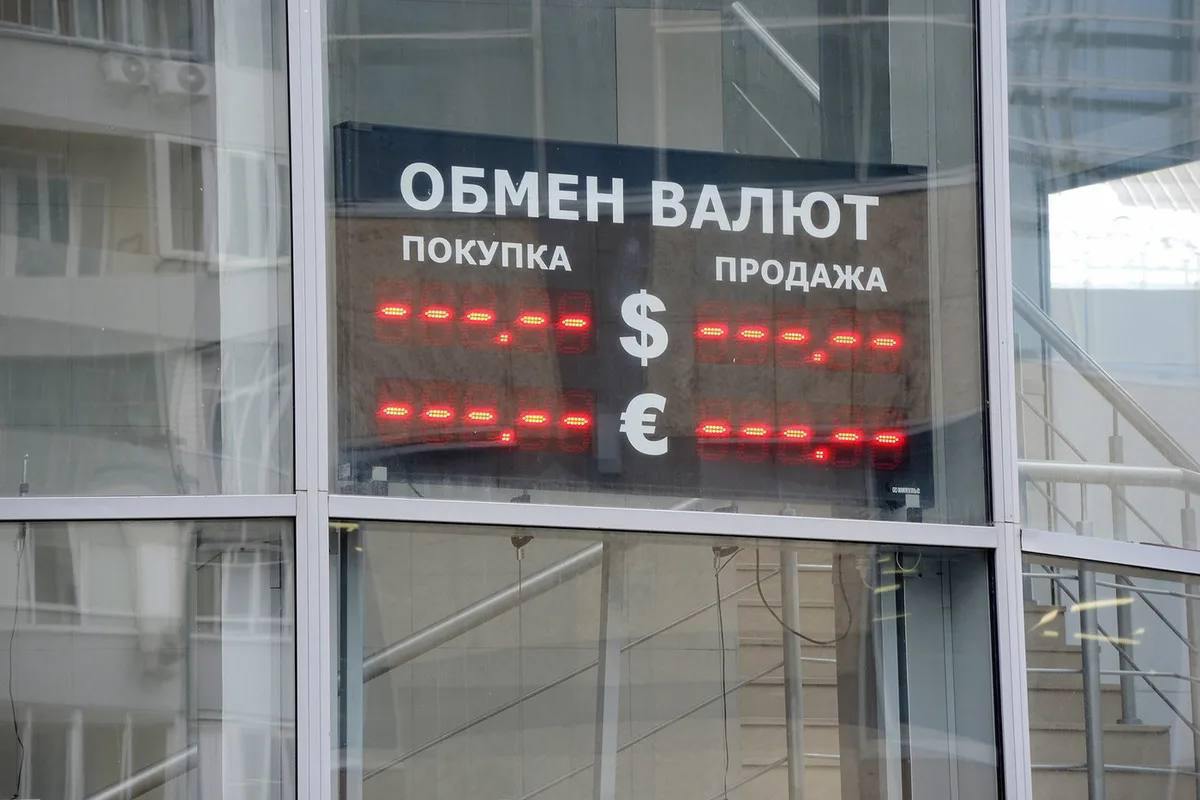 ОБМЕН ВАЛЮТ
ПОКУПКА ПРОДАЖА
---.-- $ ---.--
---.-- € ---.--